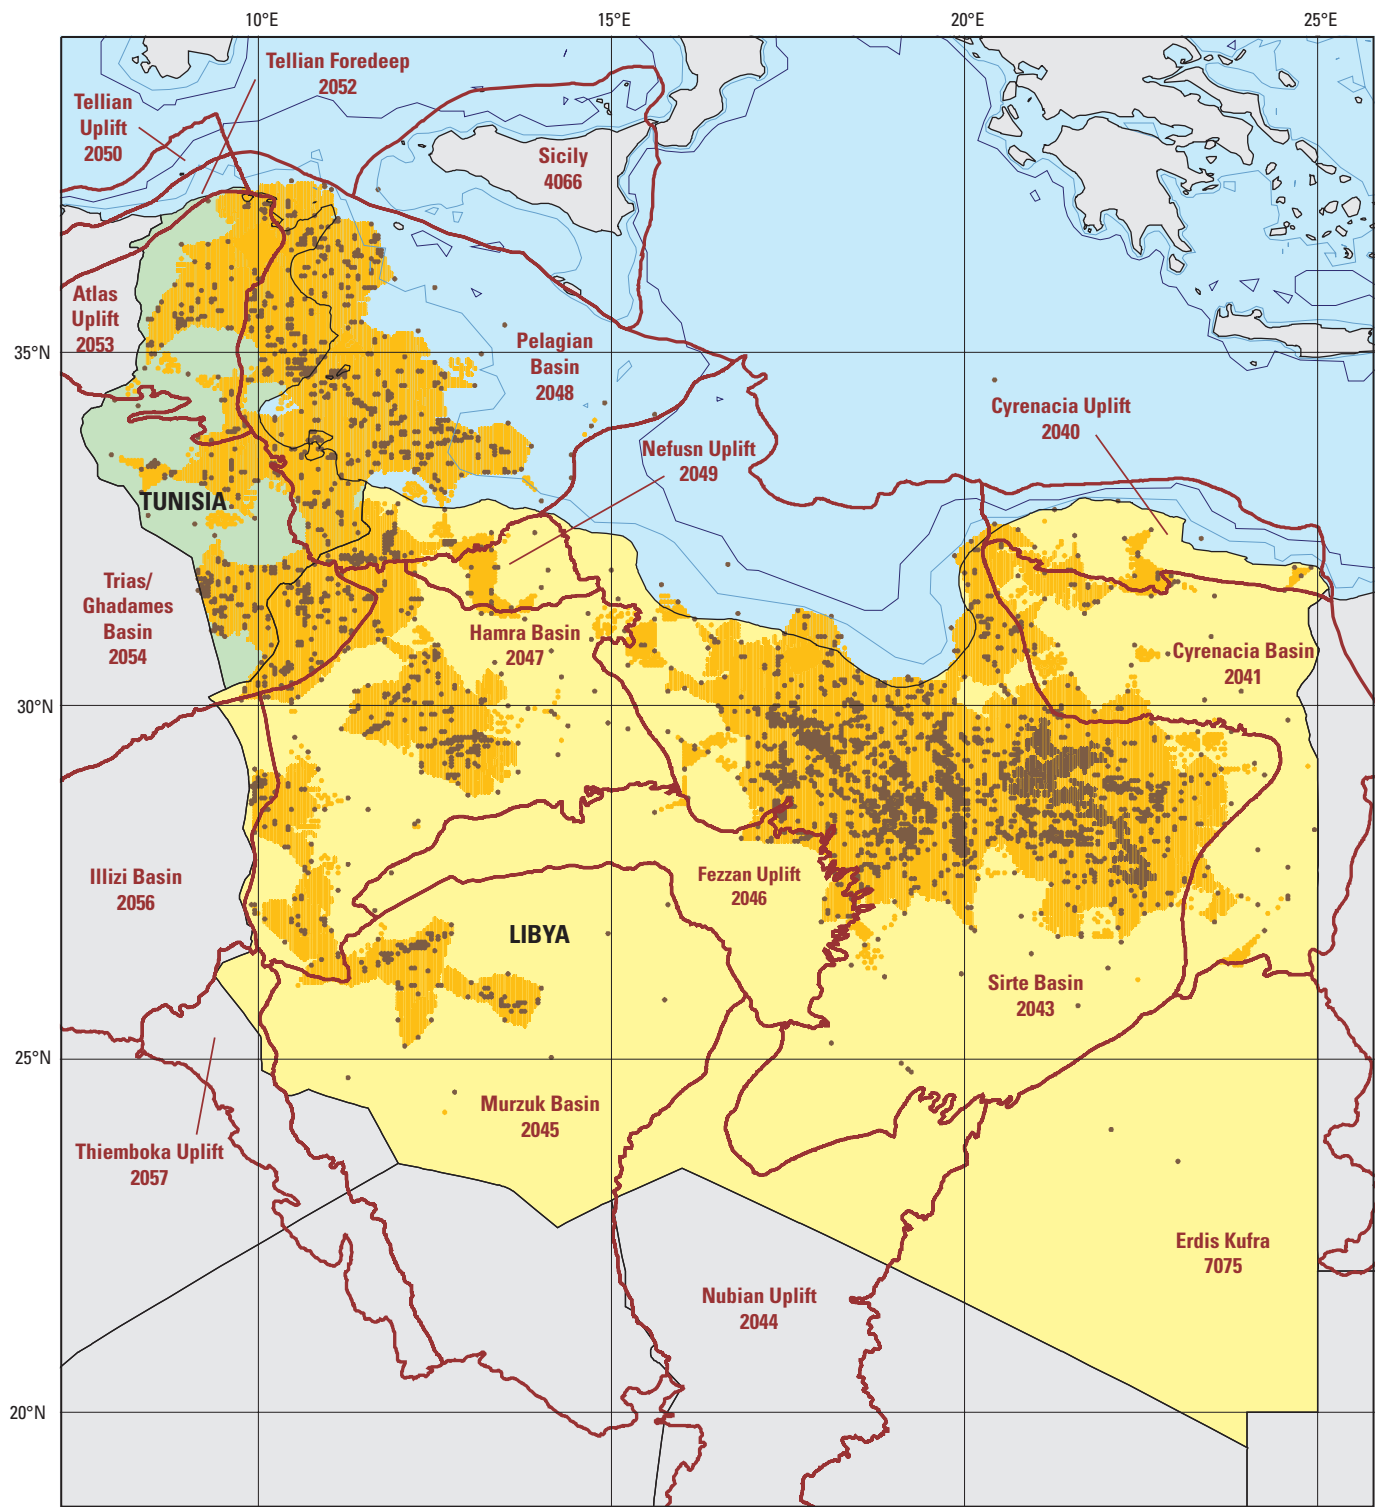 10°E
15°E
20°E
25°E
Tellian Foredeep
2052
Tellian
Uplift
2050
Sicily
4066
Atlas
Uplift
2053
35°N
Pelagian
Basin
2048
Cyrenacia Uplift
2040
Nefusn Uplift
2049
TUNISIA
Trias/
Ghadames
Basin
2054
Hamra Basin
2047
Cyrenacia Basin
2041
30°N
Illizi Basin
2056
Fezzan Uplift
2046
LIBYA
Sirte Basin
2043
25°N
Murzuk Basin
2045
Thiemboka Uplift
2057
Erdis Kufra
7075
Nubian Uplift
2044
20°N